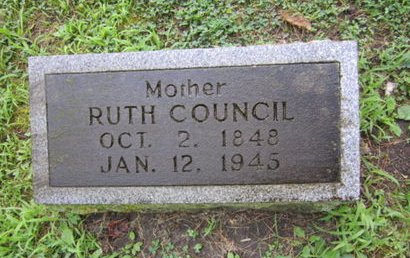 Mother
RUTH COUNCIL
OCT. 2, 1848
JAN. 12, 1945